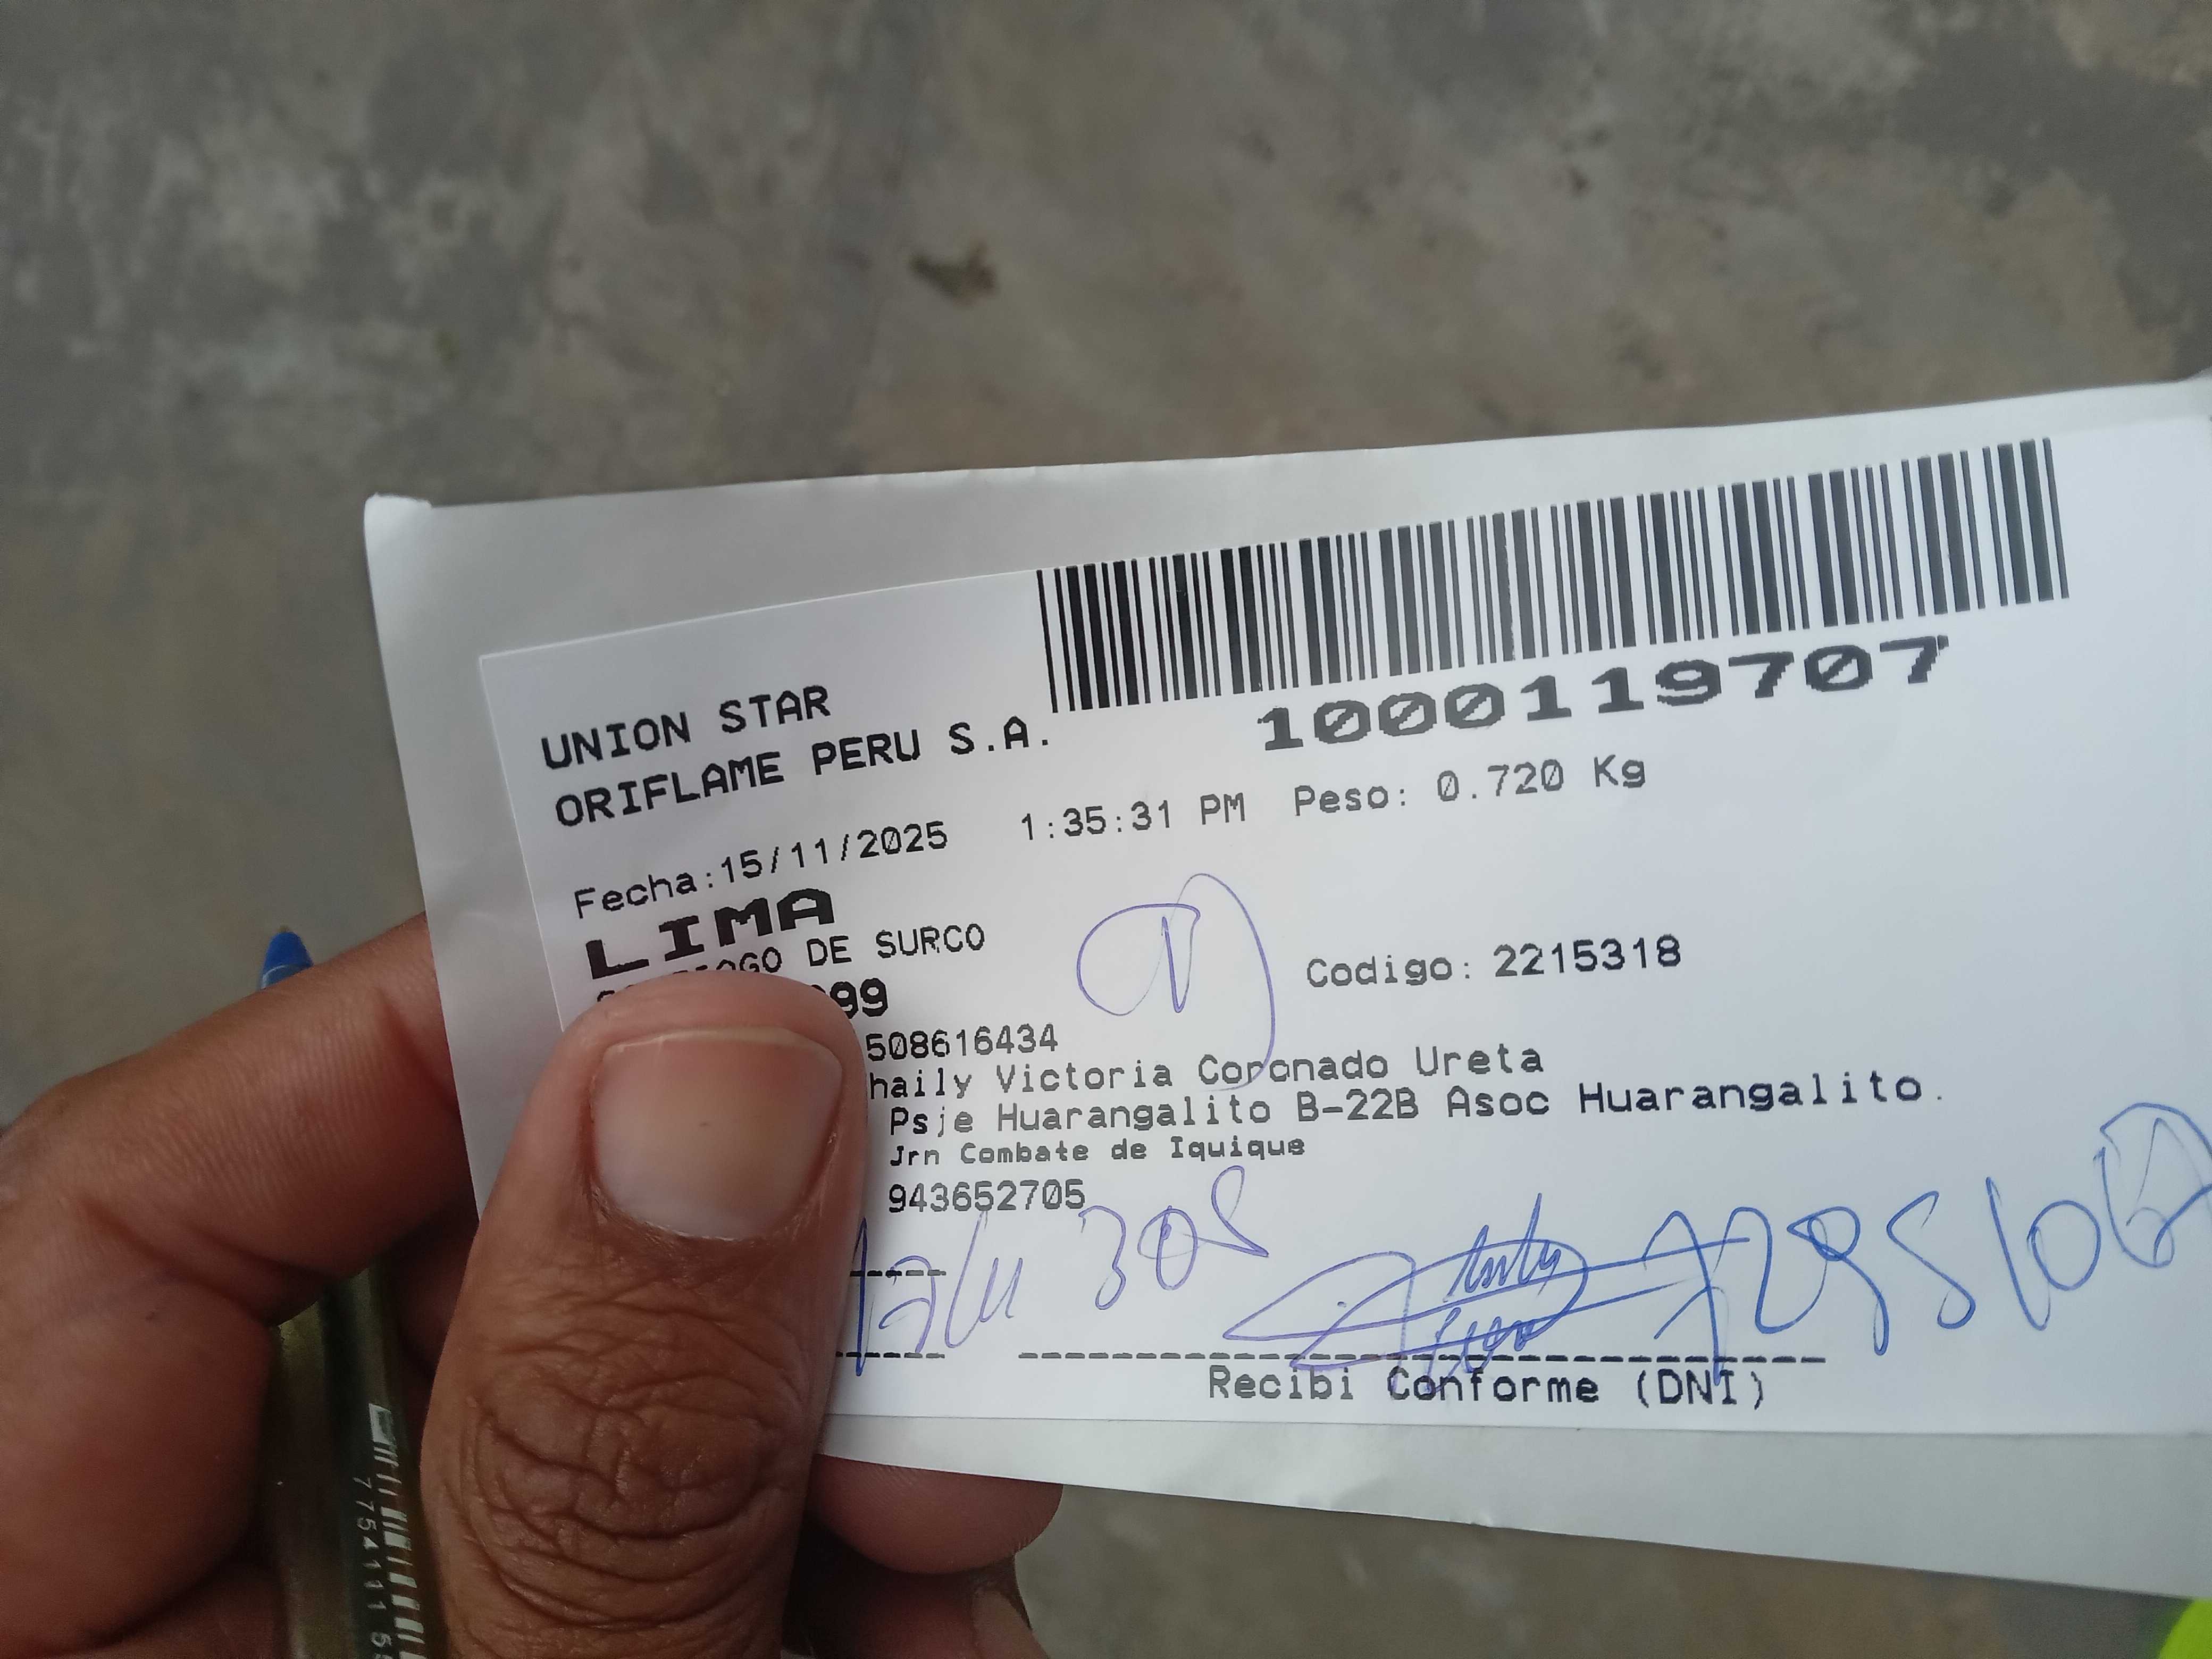 UNION STAR
ORIFLAME PERU S.A.
1000119707
Fecha:15/11/2025 1:35:31 PM Peso: 0.720 Kg
LIMA
DE SURCO
Codigo: 2215318
99
508616434
haily Victoria Coronado Ureta
Psje Huarangalito B-22B Asoc Huarangalito.
Jrn Combate de Iquique
943652705
Recibi Conforme (DNI)